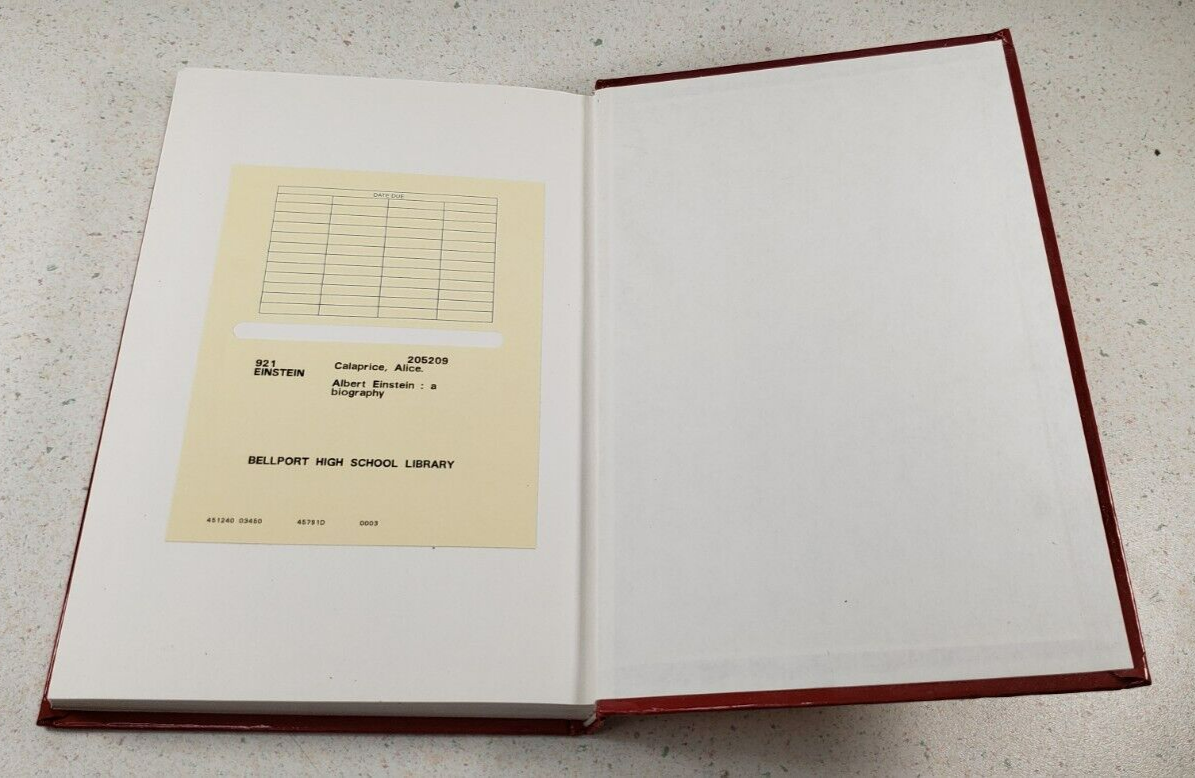 DATE DUE
205209
921 Calaprice, Alice.
EINSTEIN
Albert Einstein : a
biography
BELLPORT HIGH SCHOOL LIBRARY
451240 03450 45751D 0003